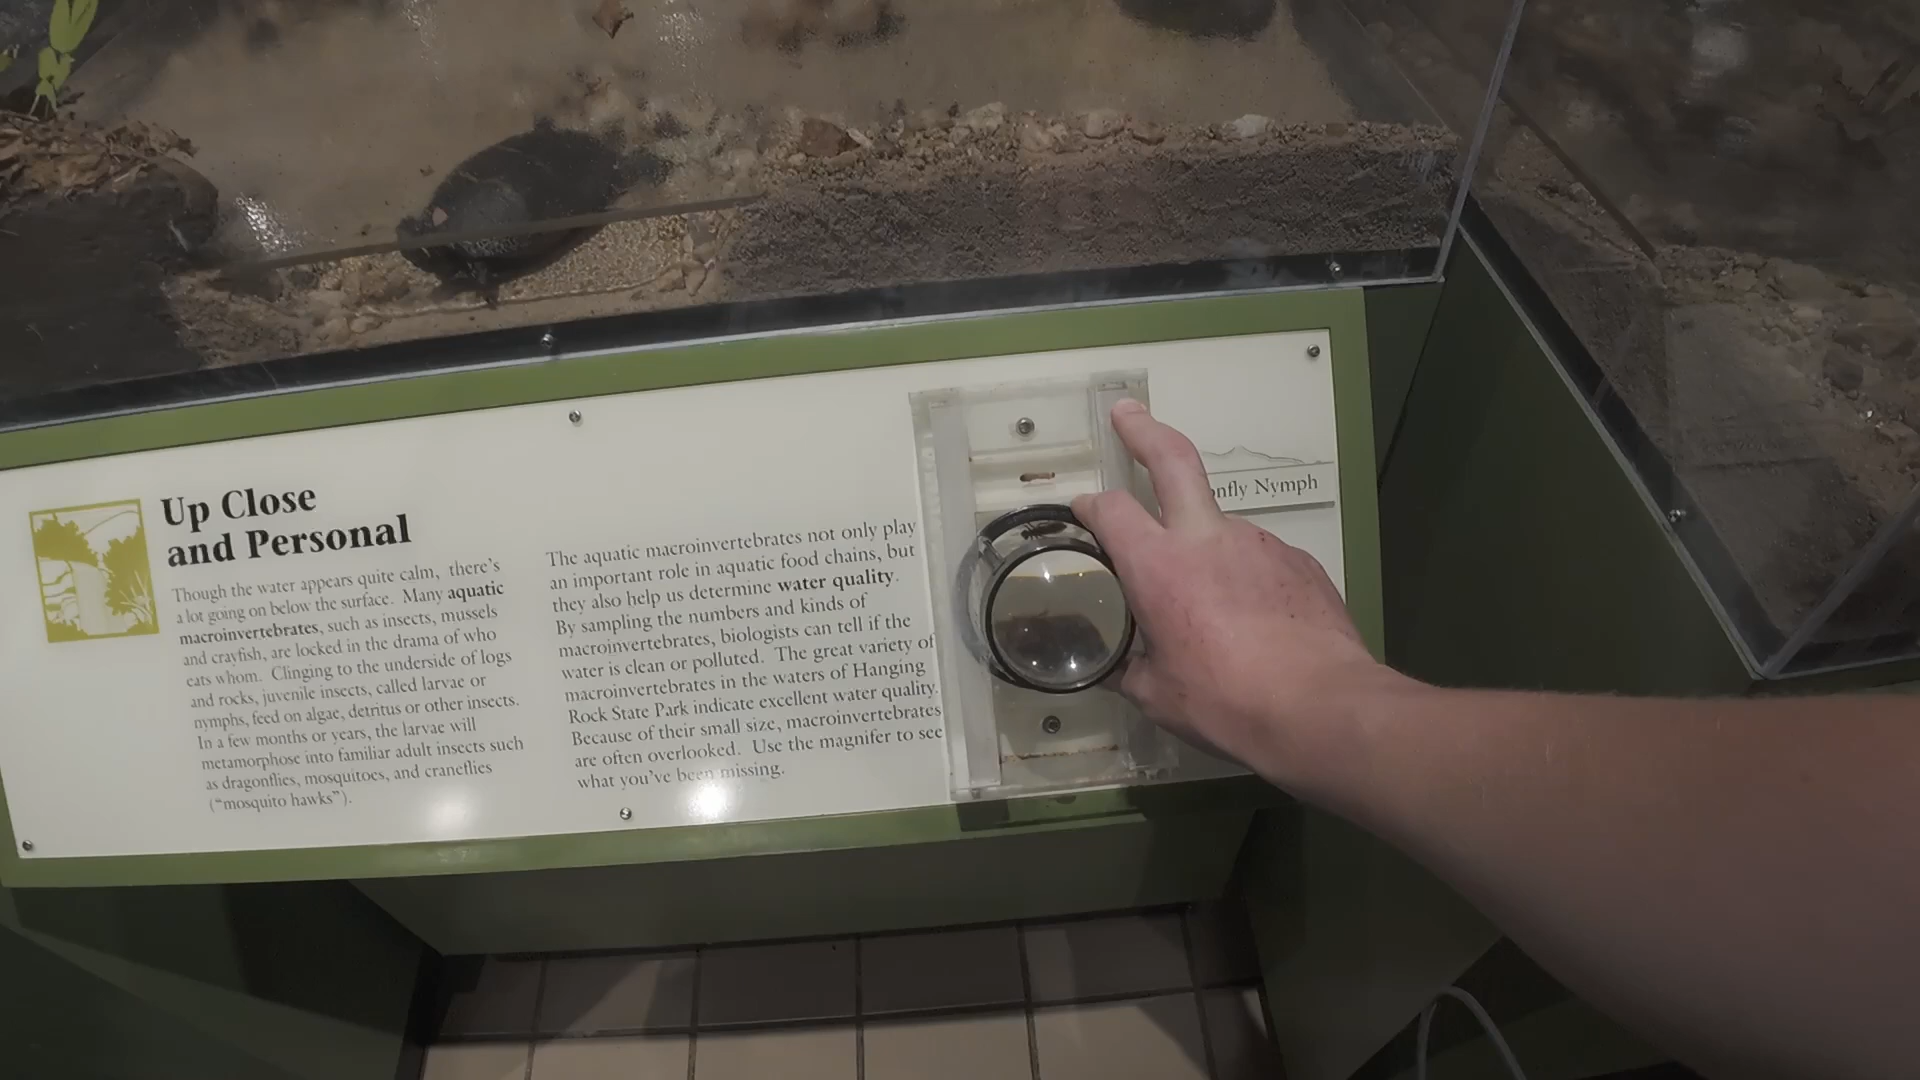 Up Close
and Personal
Though the water appears quite calm, there's
a lot going on below the surface. Many aquatic
macroinvertebrates, such as insects, mussels
and crayfish, are locked in the drama of who
eats whom. Clinging to the underside of logs
and rocks, juvenile insects, called larvae or
nymphs, feed on algae, detritus or other insects.
In a few months or years, the larvae will
metamorphose into familiar adult insects such
as dragonflies, mosquitoes, and craneflies
("mosquito hawks").
The aquatic macroinvertebrates not only play
an important role in aquatic food chains, but
they also help us determine water quality.
By sampling the numbers and kinds of
macroinvertebrates, biologists can tell if the
water is clean or polluted. The great variety of
macroinvertebrates in the waters of Hanging
Rock State Park indicate excellent water quality.
Because of their small size, macroinvertebrates
are often overlooked. Use the magnifer to see
what you've been missing.
Nymph